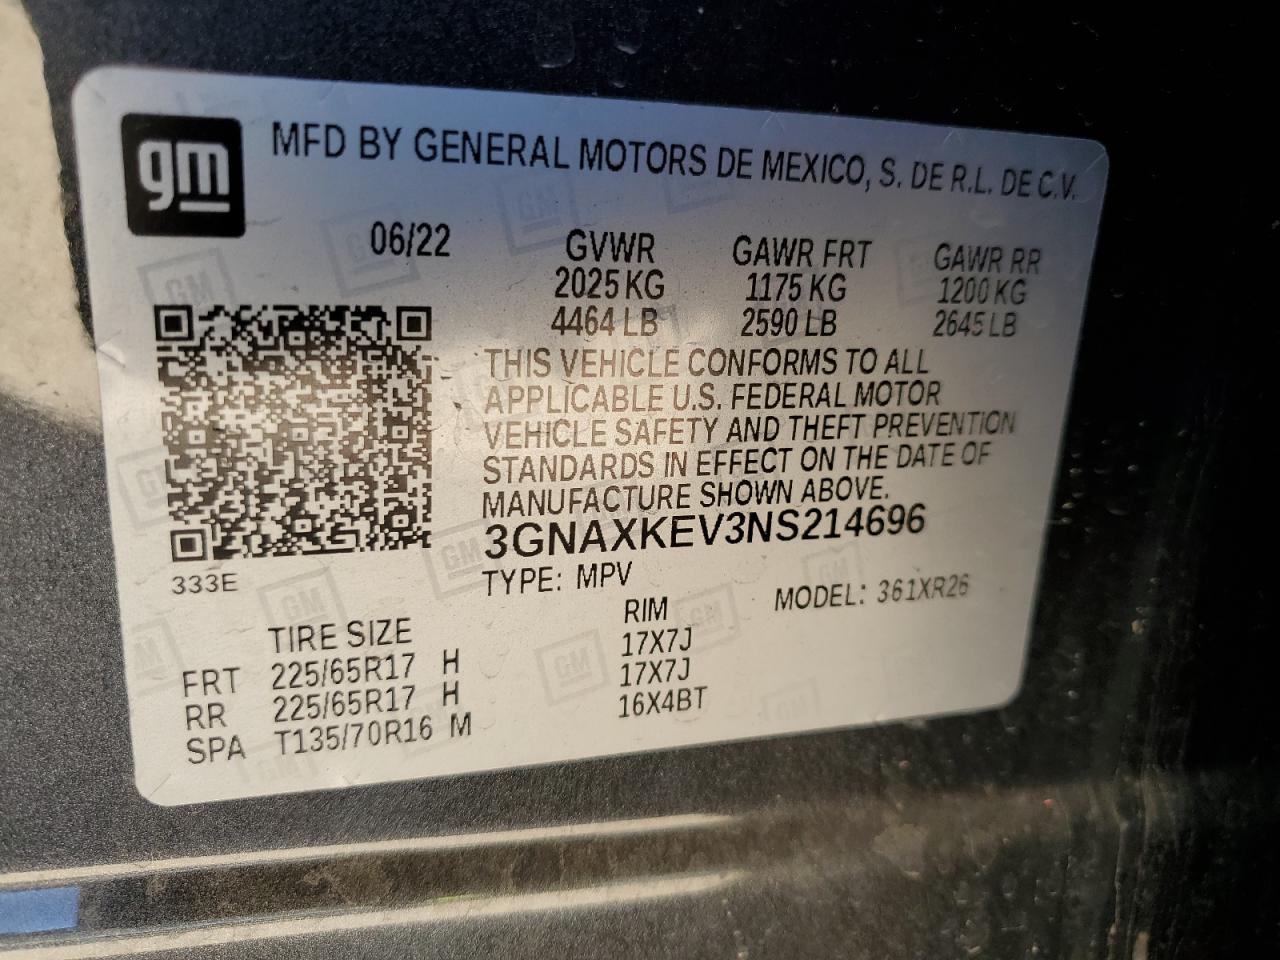 gm
MFD BY GENERAL MOTORS DE MEXICO, S. DE R.L. DE C.V.
06/22 GVWR GAWR FRT GAWR RR
2025 KG 1175 KG 1200 KG
4464 LB 2590 LB 2645 LB
THIS VEHICLE CONFORMS TO ALL
APPLICABLE U.S. FEDERAL MOTOR
VEHICLE SAFETY AND THEFT PREVENTION
STANDARDS IN EFFECT ON THE DATE OF
MANUFACTURE SHOWN ABOVE.
3GNAXKEV3NS214696
333E
TYPE: MPV MODEL: 361XR26
TIRE SIZE RIM
FRT 225/65R17 H 17X7J
RR 225/65R17 H 17X7J
SPA T135/70R16 M 16X4BT